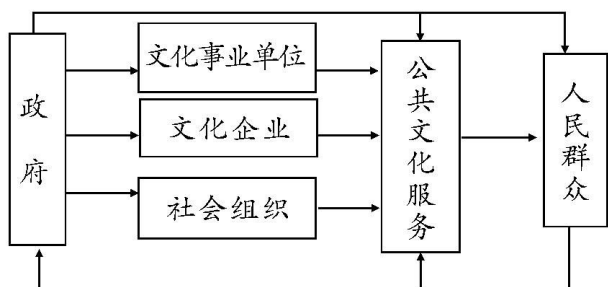 政府
文化事业单位
文化企业
社会组织
公共文化服务
人民群众